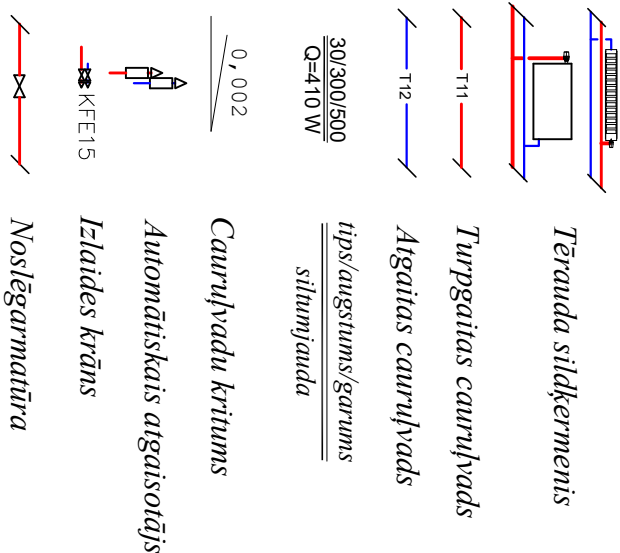 Tērauda sildķermenis
T11
Turpgaitas cauruļvads
T12
Atgaitas cauruļvads
30/300/500
Q=410 W
tips/augstums/garums
siltumjauda
0,002
Cauruļvadu kritums
Automātiskais atgaisotājs
KFE15
Izlaides krāns
Noslēgarmatūra